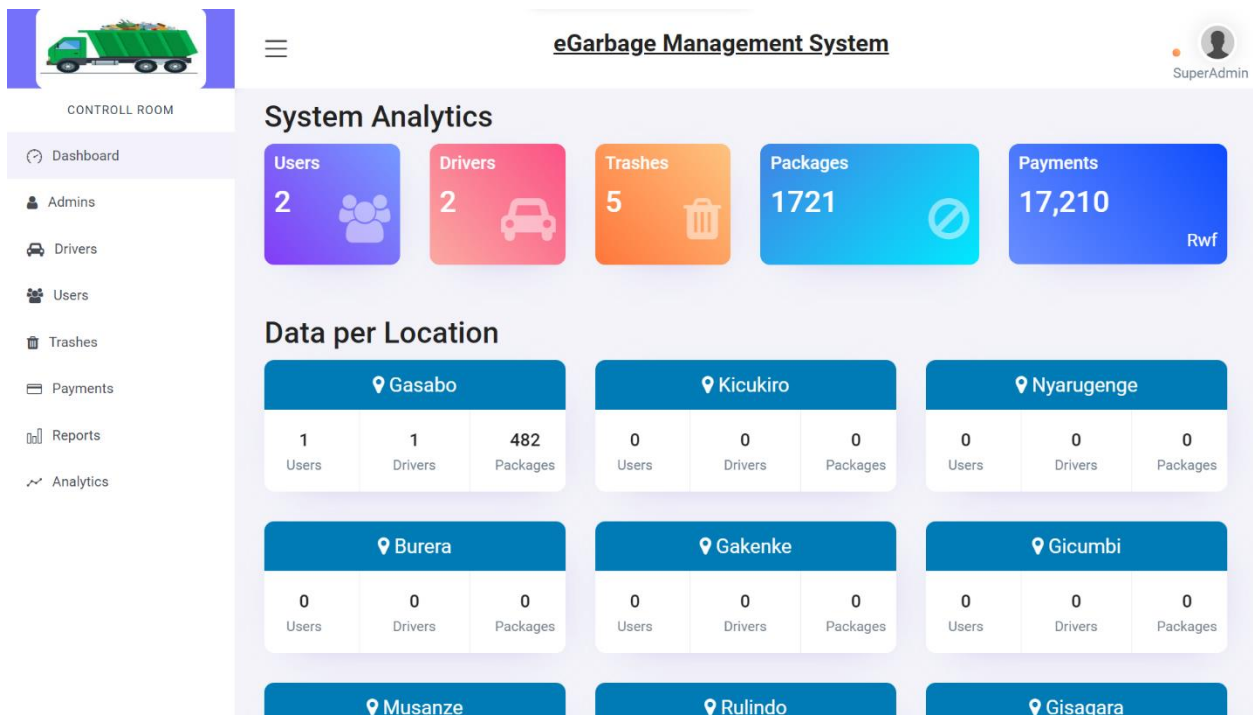 eGarbage Management System
SuperAdmin
CONTROLL ROOM
Dashboard
Admins
Drivers
Users
Trashes
Payments
Reports
Analytics
System Analytics
Users
2
Drivers
2
Trashes
5
Packages
1721
Payments
17,210
Rwf
Data per Location
Gasabo
1 1 482
Users Drivers Packages
Kicukiro
0 0 0
Users Drivers Packages
Nyarugenge
0 0 0
Users Drivers Packages
Burera
0 0 0
Users Drivers Packages
Gakenke
0 0 0
Users Drivers Packages
Gicumbi
0 0 0
Users Drivers Packages
Musanze
Rulindo
Gisagara